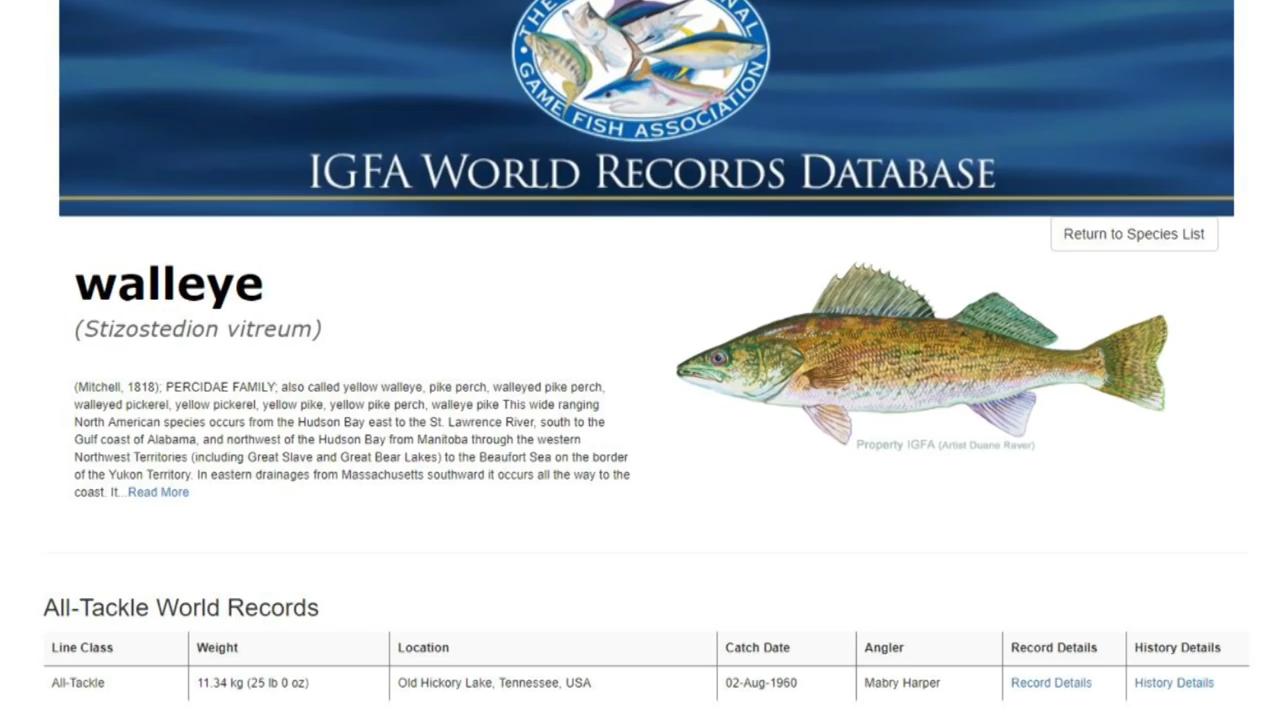 THE
NAL
GAME FISH ASSOCIATION
IGFA WORLD RECORDS DATABASE
Return to Species List
walleye
(Stizostedion vitreum)
(Mitchell, 1818); PERCIDAE FAMILY; also called yellow walleye, pike perch, walleyed pike perch,
walleyed pickerel, yellow pickerel, yellow pike, yellow pike perch, walleye pike This wide ranging
North American species occurs from the Hudson Bay east to the St. Lawrence River, south to the
Gulf coast of Alabama, and northwest of the Hudson Bay from Manitoba through the western
Northwest Territories (including Great Slave and Great Bear Lakes) to the Beaufort Sea on the border
of the Yukon Territory. In eastern drainages from Massachusetts southward it occurs all the way to the
coast. It...Read More
Property IGFA (Artist Duane Raver)
All-Tackle World Records
Line Class Weight Location Catch Date Angler Record Details History Details
All-Tackle 11.34 kg (25 lb 0 oz) Old Hickory Lake, Tennessee, USA 02-Aug-1960 Mabry Harper Record Details History Details